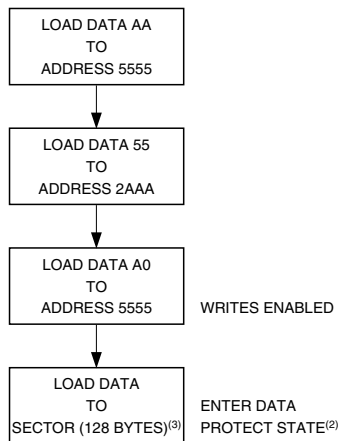 LOAD DATA AA
TO
ADDRESS 5555
LOAD DATA 55
TO
ADDRESS 2AAA
LOAD DATA A0
TO
ADDRESS 5555
WRITES ENABLED
LOAD DATA
TO
SECTOR (128 BYTES)(3)
ENTER DATA
PROTECT STATE(2)